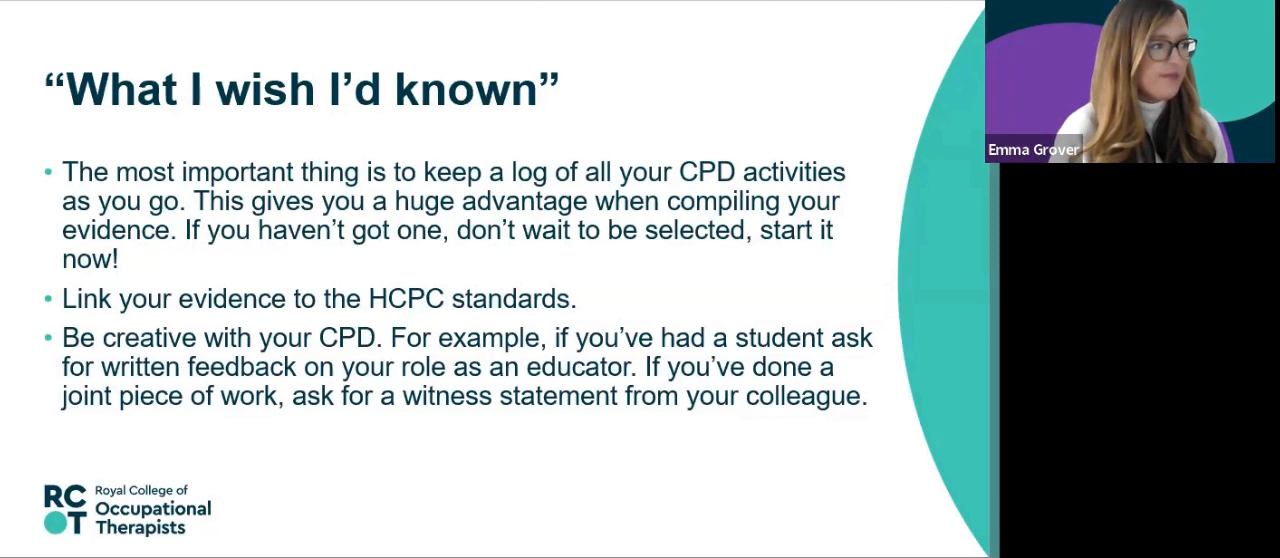 “What I wish I’d known”
• The most important thing is to keep a log of all your CPD activities
as you go. This gives you a huge advantage when compiling your
evidence. If you haven’t got one, don’t wait to be selected, start it
now!
• Link your evidence to the HCPC standards.
• Be creative with your CPD. For example, if you’ve had a student ask
for written feedback on your role as an educator. If you’ve done a
joint piece of work, ask for a witness statement from your colleague.
RCOT
Royal College of
Occupational
Therapists
Emma Grover